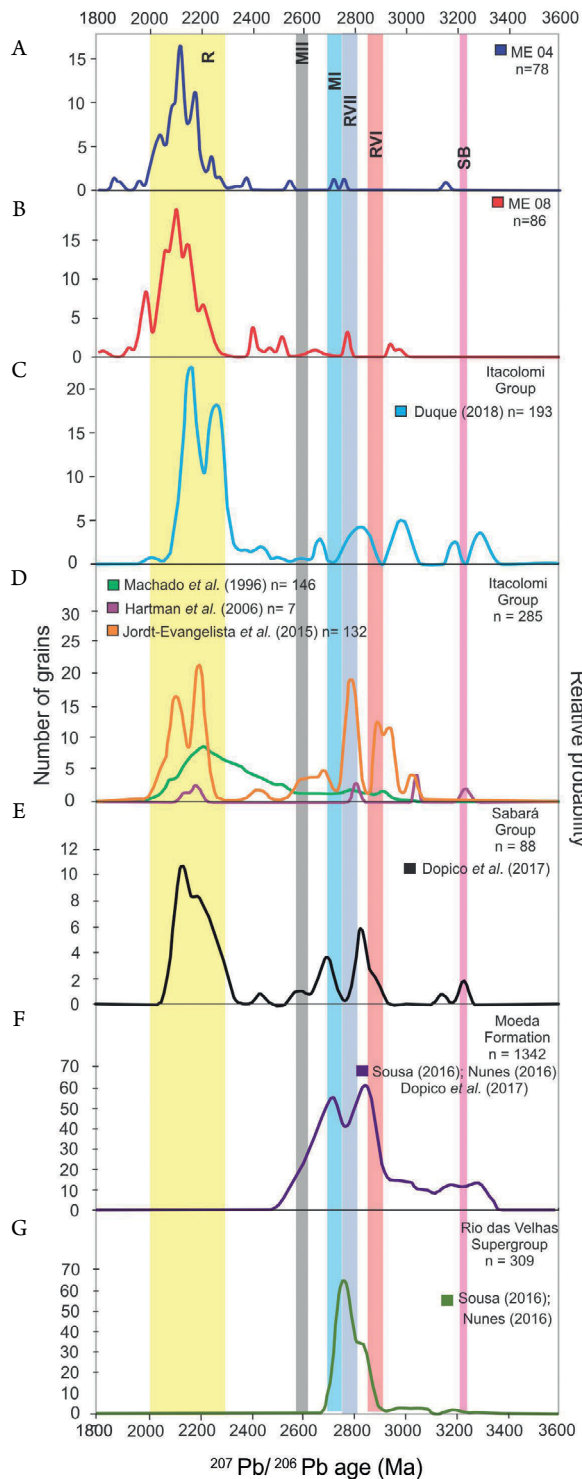 1800 2000 2200 2400 2600 2800 3000 3200 3400 3600
A
ME 04
n=78
R
MII
MI
RVII
RVI
SB
15
10
5
0
B
ME 08
n=86
15
10
5
0
C
Itacolomi
Group
Duque (2018) n= 193
20
15
10
5
0
D
Machado et al. (1996) n= 146
Hartman et al. (2006) n= 7
Jordt-Evangelista et al. (2015) n= 132
Itacolomi
Group
n = 285
30
25
20
15
10
5
0
Number of grains
Relative probability
E
Sabará
Group
n = 88
Dopico et al. (2017)
12
10
8
6
4
2
0
F
Moeda
Formation
n = 1342
Sousa (2016); Nunes (2016)
Dopico et al. 2017)
70
60
50
40
30
20
10
0
G
Rio das Velhas
Supergroup
n = 309
Sousa (2016);
Nunes (2016)
70
60
50
40
30
20
10
0
1800 2000 2200 2400 2600 2800 3000 3200 3400 3600
²⁰⁷ Pb/ ²⁰⁶ Pb age (Ma)